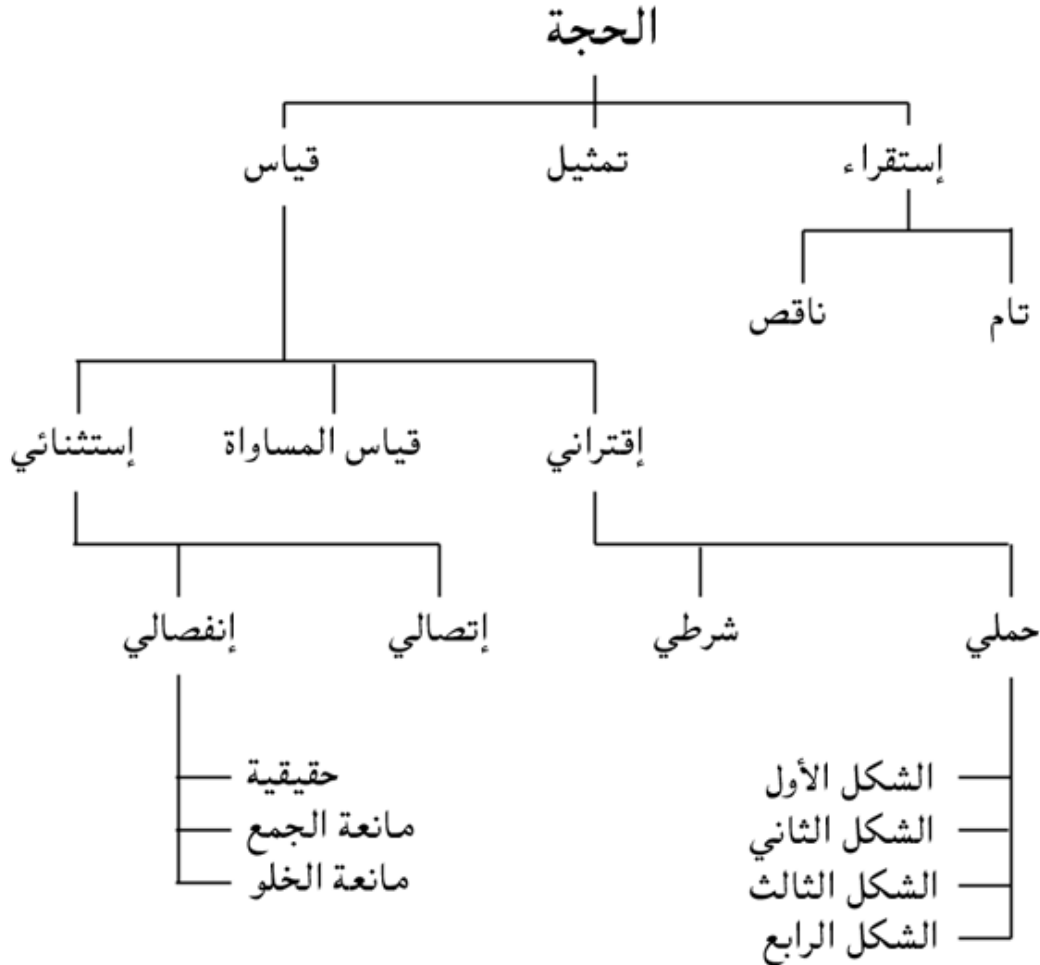 الحجة
إستقراء
تمثيل
قياس
تام
ناقص
إقتراني
قياس المساواة
إستثنائي
حملي
شرطي
إتصالي
إنفصالي
الشكل الأول
الشكل الثاني
الشكل الثالث
الشكل الرابع
حقيقية
مانعة الجمع
مانعة الخلو